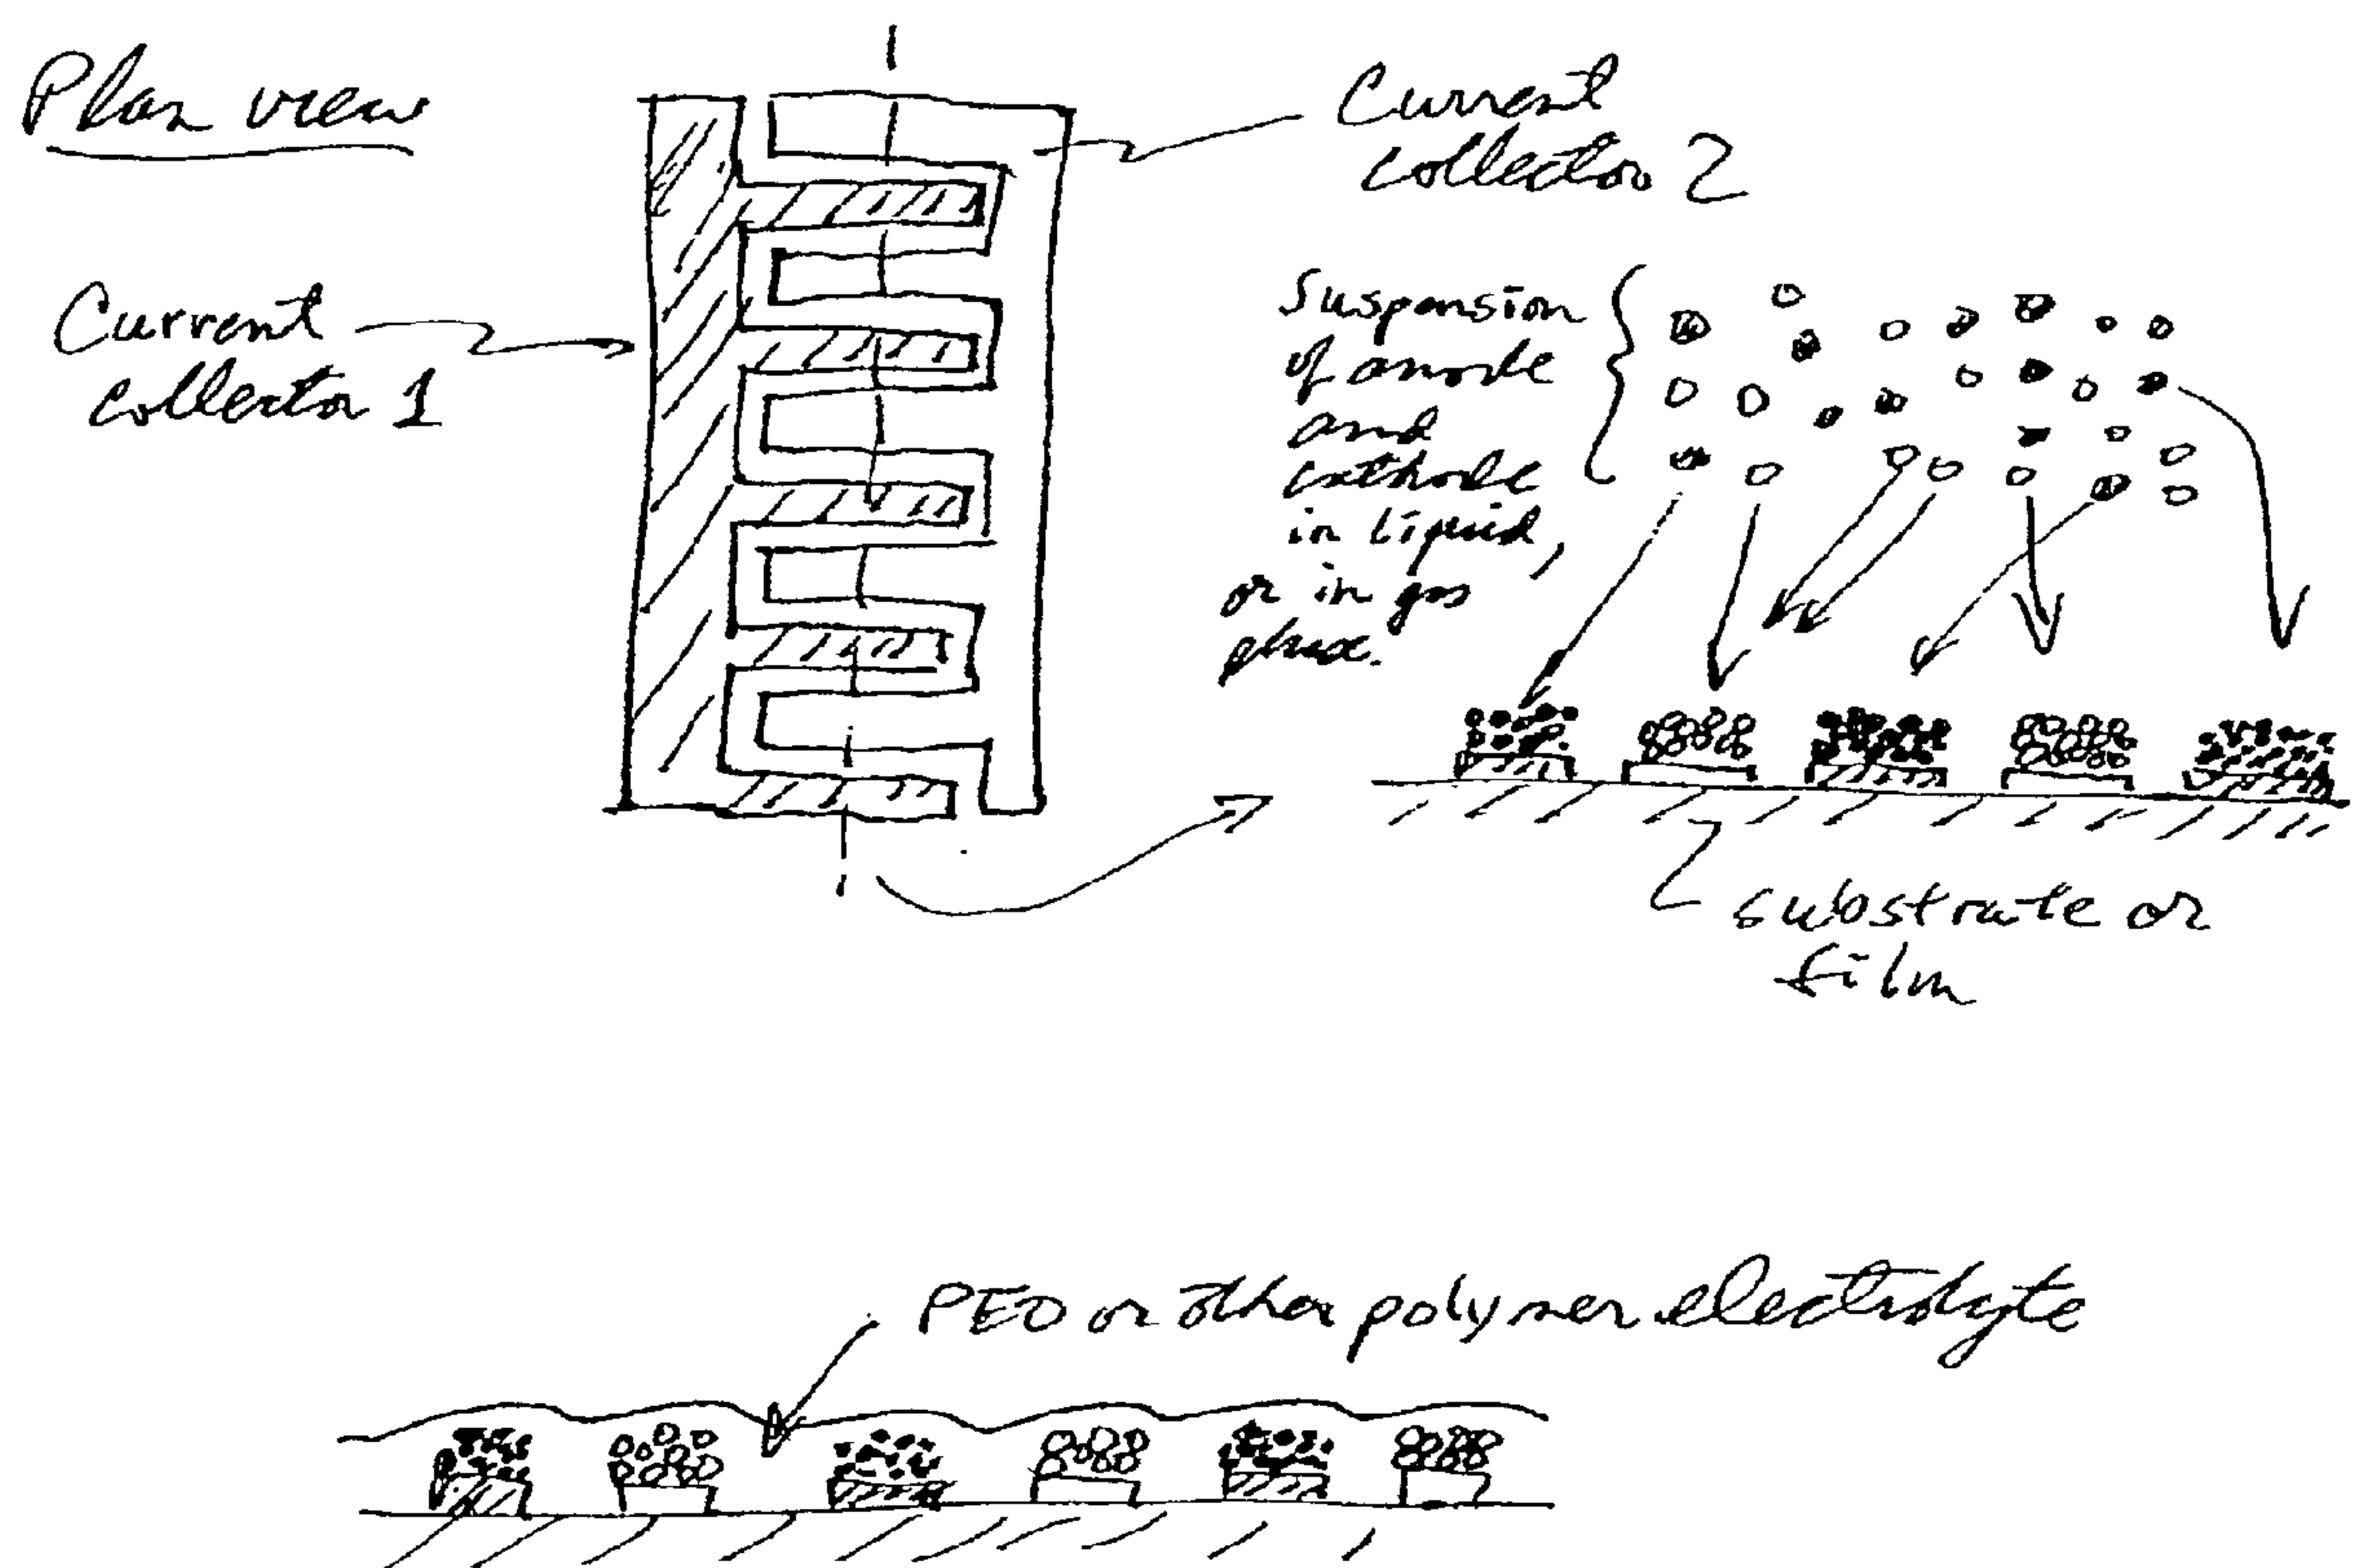 Plan view
Current
collector 2
Current
collector 1
Suspension
of anode
and
cathode
in liquid,
or in gas
phase.
substrate or
film
PEO or other polymer electrolyte